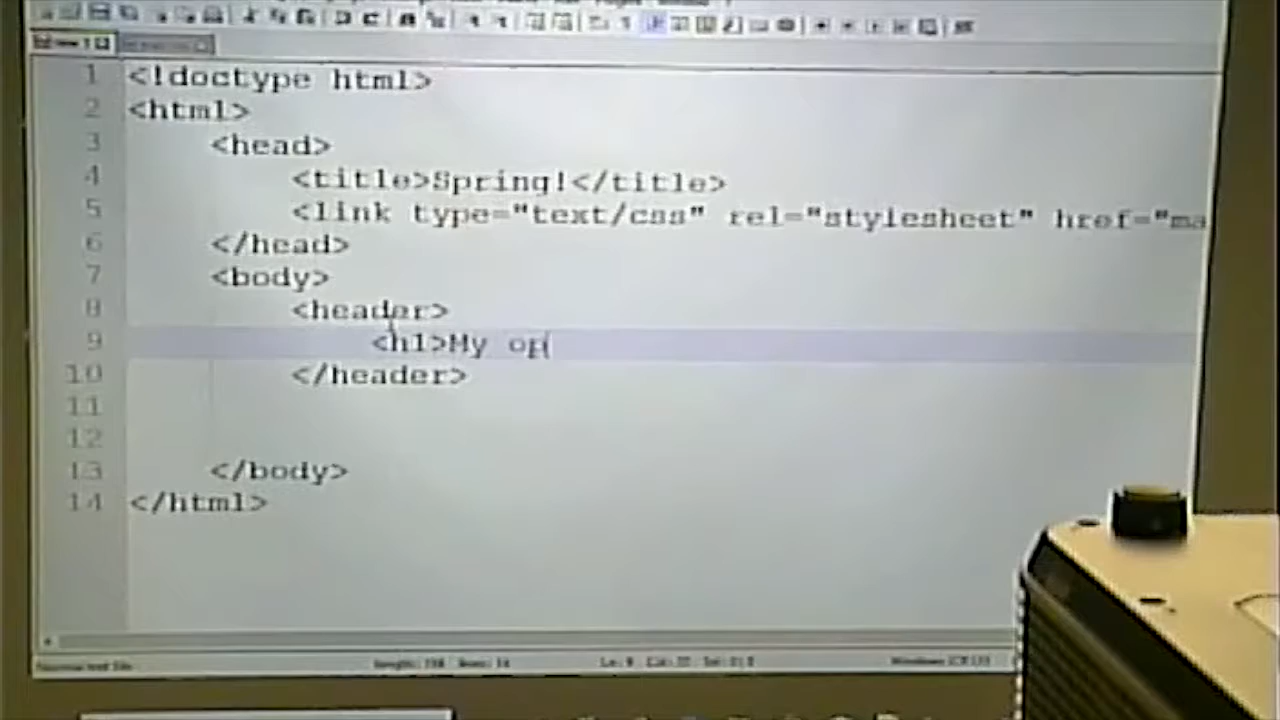 1 <!doctype html>
2 <html>
3 <head>
4 <title>Spring!</title>
5 <link type="text/css" rel="stylesheet" href="ma
6 </head>
7 <body>
8 <header>
9 <h1>My op
10 </header>
11
12
13 </body>
14 </html>